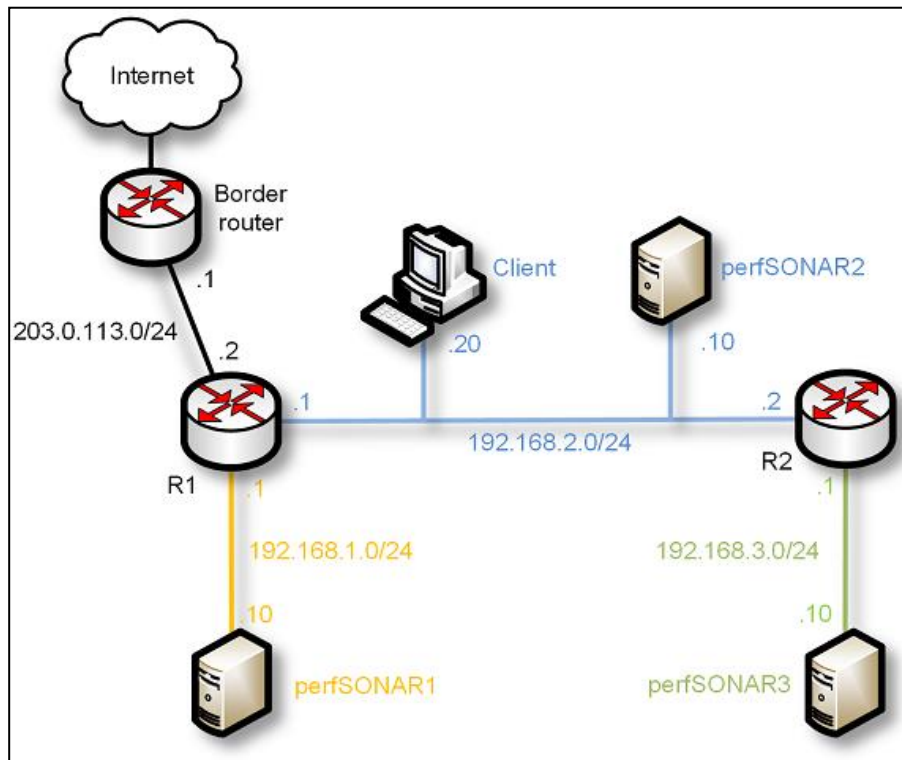 Internet
Border
router
.1
203.0.113.0/24
.2
Client
perfSONAR2
.20
.10
.1
.2
192.168.2.0/24
R1
R2
.1
.1
192.168.1.0/24
192.168.3.0/24
.10
.10
perfSONAR1
perfSONAR3